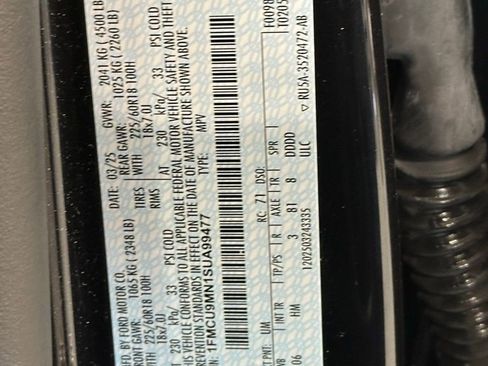 D. BY FORD MOTOR CO.
DATE: 03/25 GVWR: 2041 KG ( 4500 LB
FRONT GAWR: 1065 KG ( 2348 LB)
REAR GAWR: 1025 KG ( 2260 LB)
225/60R18 100H TIRES 225/60R18 100H
WITH
18x7.0J RIMS 18x7.0J
AT 230 kPa/ 33 PSI COLD AT 230 kPa/ 33 PSI COLD
THIS VEHICLE CONFORMS TO ALL APPLICABLE FEDERAL MOTOR VEHICLE SAFETY AND
STANDARDS IN EFFECT ON THE DATE OF MANUFACTURE SHOWN ABOVE.
1FMCU9MN1SUA99477 TYPE: MPV
F0098
T0205
EXT PNT: UM RC: 71 DSO:
INT TR TP/PS R AXLE TR SPR
HM 3 81 8 DDDD
06 1202503243335 ULC
▽ RU5A-3520472-AB